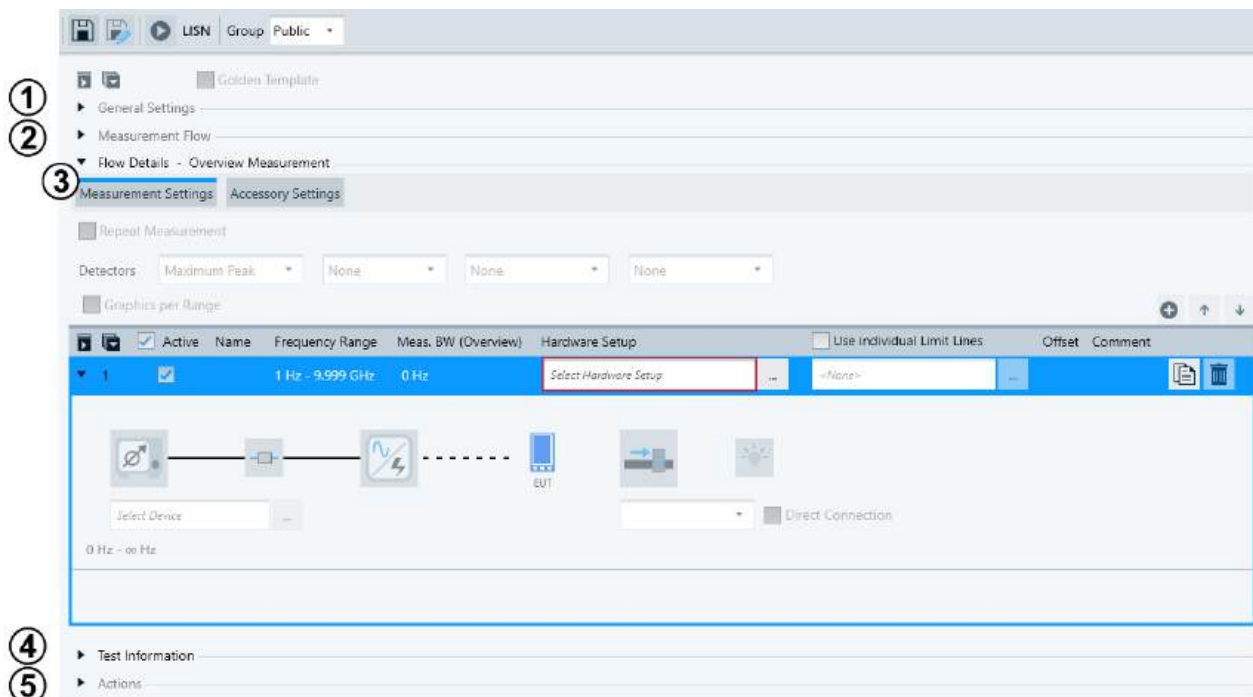 LISN Group Public
Golden Template
1
General Settings
2
Measurement Flow
Flow Details - Overview Measurement
3
Measurement Settings Accessory Settings
Repeat Measurement
Detectors Maximum Peak None None None
Graphics per Range
Active Name Frequency Range Meas. BW (Overview) Hardware Setup Use individual Limit Lines Offset Comment
1 1 Hz - 9.999 GHz 0 Hz Select Hardware Setup ... <None> ...
EUT
Select Device ... Direct Connection
0 Hz - ∞ Hz
4
Test Information
5
Actions